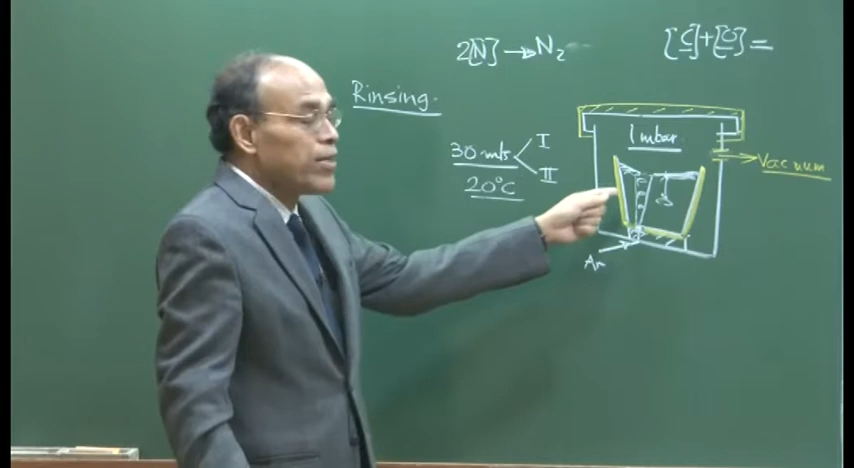 2[N] → N₂
[C]+[O] =
Rinsing.
1 mbar
30 mts
I
II
20°C
Vacuum
Ar